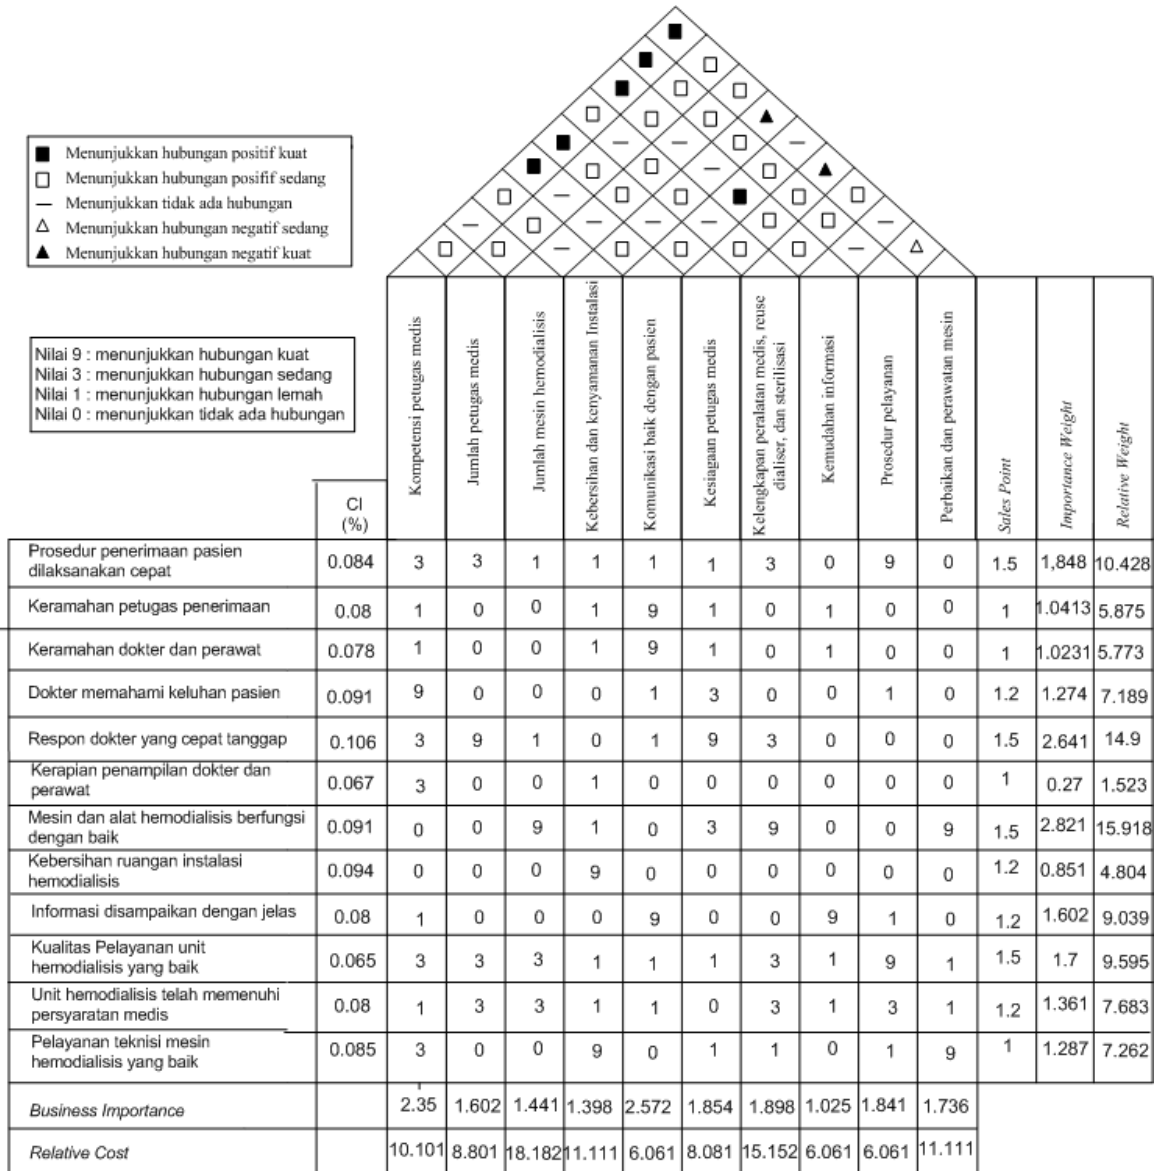 ■ Menunjukkan hubungan positif kuat
□ Menunjukkan hubungan posifif sedang
— Menunjukkan tidak ada hubungan
△ Menunjukkan hubungan negatif sedang
▲ Menunjukkan hubungan negatif kuat
Nilai 9 : menunjukkan hubungan kuat
Nilai 3 : menunjukkan hubungan sedang
Nilai 1 : menunjukkan hubungan lemah
Nilai 0 : menunjukkan tidak ada hubungan
CI
(%)
Kompetensi petugas medis
Jumlah petugas medis
Jumlah mesin hemodialisis
Kebersihan dan kenyamanan Instalasi
Komunikasi baik dengan pasien
Kesiagaan petugas medis
Kelengkapan peralatan medis, reuse
dialiser, dan sterilisasi
Kemudahan informasi
Prosedur pelayanan
Perbaikan dan perawatan mesin
Sales Point
Importance Weight
Relative Weight
Prosedur penerimaan pasien
dilaksanakan cepat
0.084 3 3 1 1 1 1 3 0 9 0 1.5 1,848 10.428
Keramahan petugas penerimaan 0.08 1 0 0 1 9 1 0 1 0 0 1 1.0413 5.875
Keramahan dokter dan perawat 0.078 1 0 0 1 9 1 0 1 0 0 1 1.0231 5.773
Dokter memahami keluhan pasien 0.091 9 0 0 0 1 3 0 0 1 0 1.2 1.274 7.189
Respon dokter yang cepat tanggap 0.106 3 9 1 0 1 9 3 0 0 0 1.5 2.641 14.9
Kerapian penampilan dokter dan
perawat
0.067 3 0 0 1 0 0 0 0 0 0 1 0.27 1.523
Mesin dan alat hemodialisis berfungsi
dengan baik
0.091 0 0 9 1 0 3 9 0 0 9 1.5 2.821 15.918
Kebersihan ruangan instalasi
hemodialisis
0.094 0 0 0 9 0 0 0 0 0 0 1.2 0.851 4.804
Informasi disampaikan dengan jelas 0.08 1 0 0 0 9 0 0 9 1 0 1.2 1.602 9.039
Kualitas Pelayanan unit
hemodialisis yang baik
0.065 3 3 3 1 1 1 3 1 9 1 1.5 1.7 9.595
Unit hemodialisis telah memenuhi
persyaratan medis
0.08 1 3 3 1 1 0 3 1 3 1 1.2 1.361 7.683
Pelayanan teknisi mesin
hemodialisis yang baik
0.085 3 0 0 9 0 1 1 0 1 9 1 1.287 7.262
Business Importance 2.35 1.602 1.441 1.398 2.572 1.854 1.898 1.025 1.841 1.736
Relative Cost 10.101 8.801 18.182 11.111 6.061 8.081 15.152 6.061 6.061 11.111